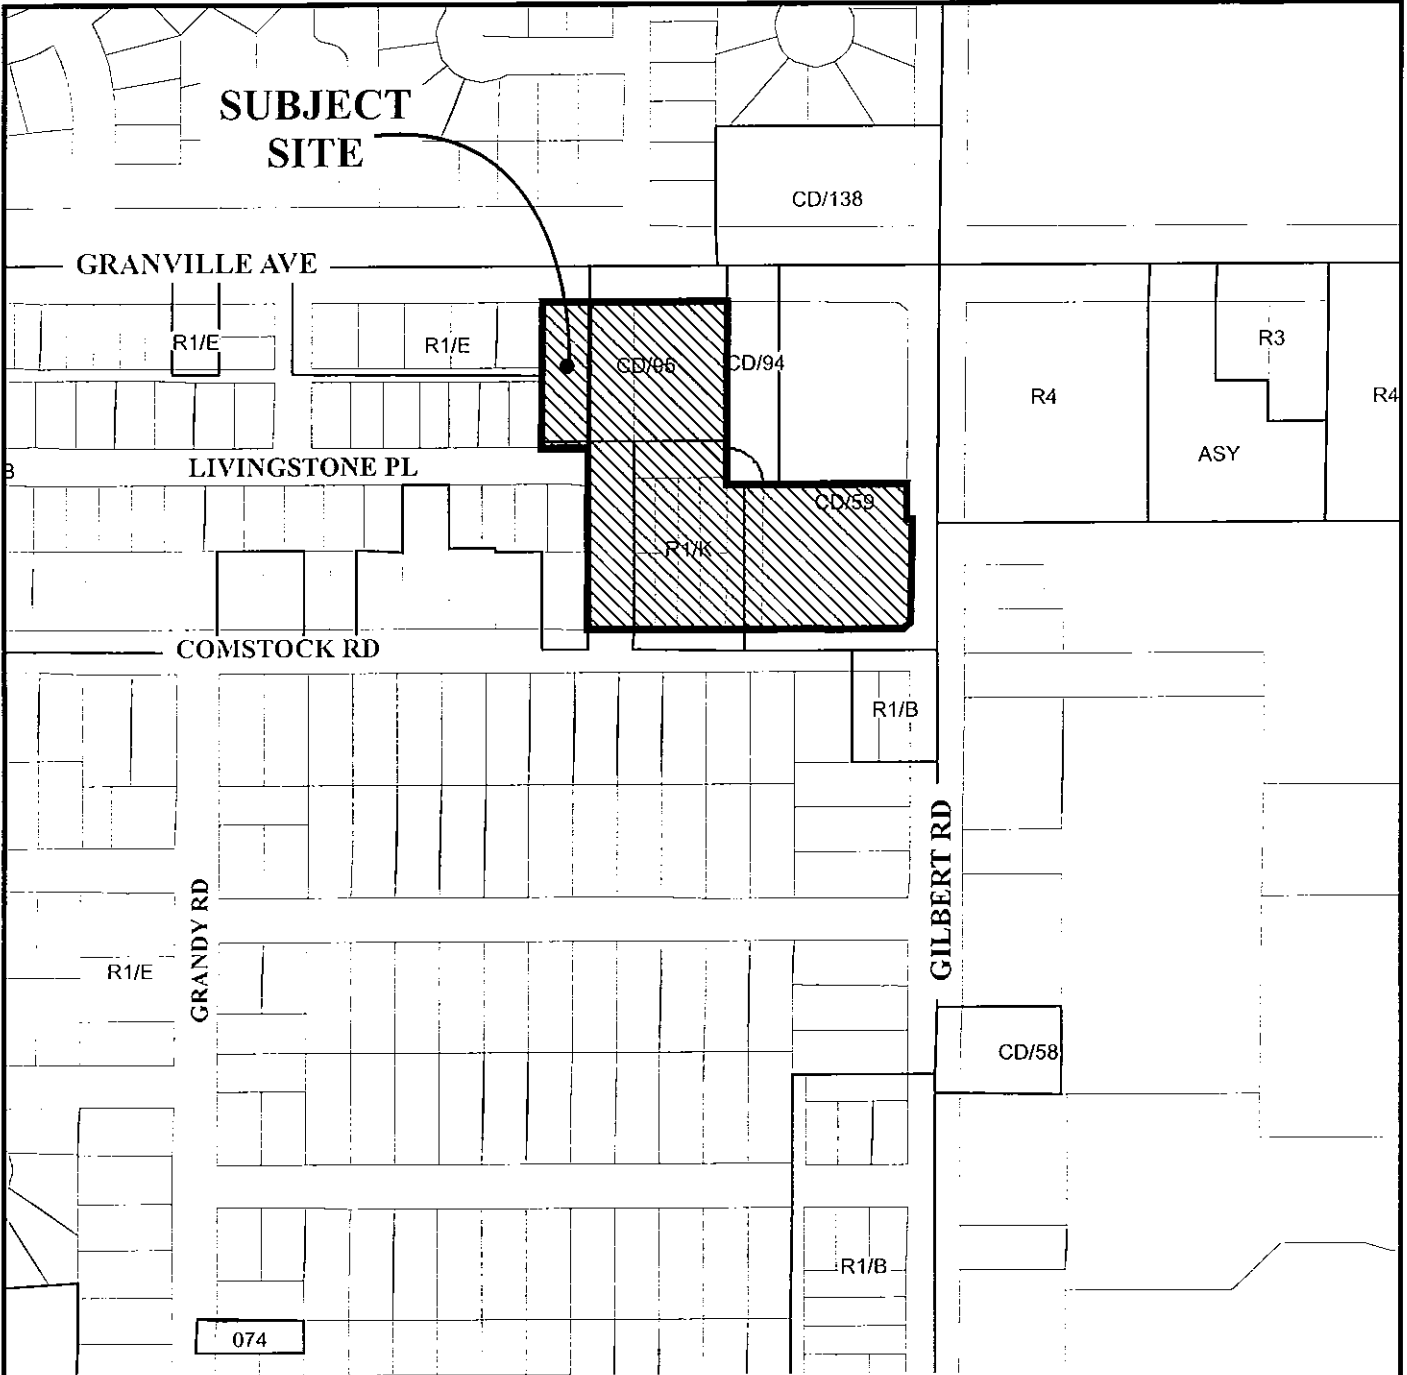 SUBJECT
SITE
CD/138
GRANVILLE AVE
R1/E
R1/E
CD/94
R3
R4
R4
ASY
B
LIVINGSTONE PL
CD/59
R1/K
COMSTOCK RD
R1/B
GILBERT RD
GRANDY RD
R1/E
CD/58
R1/B
074